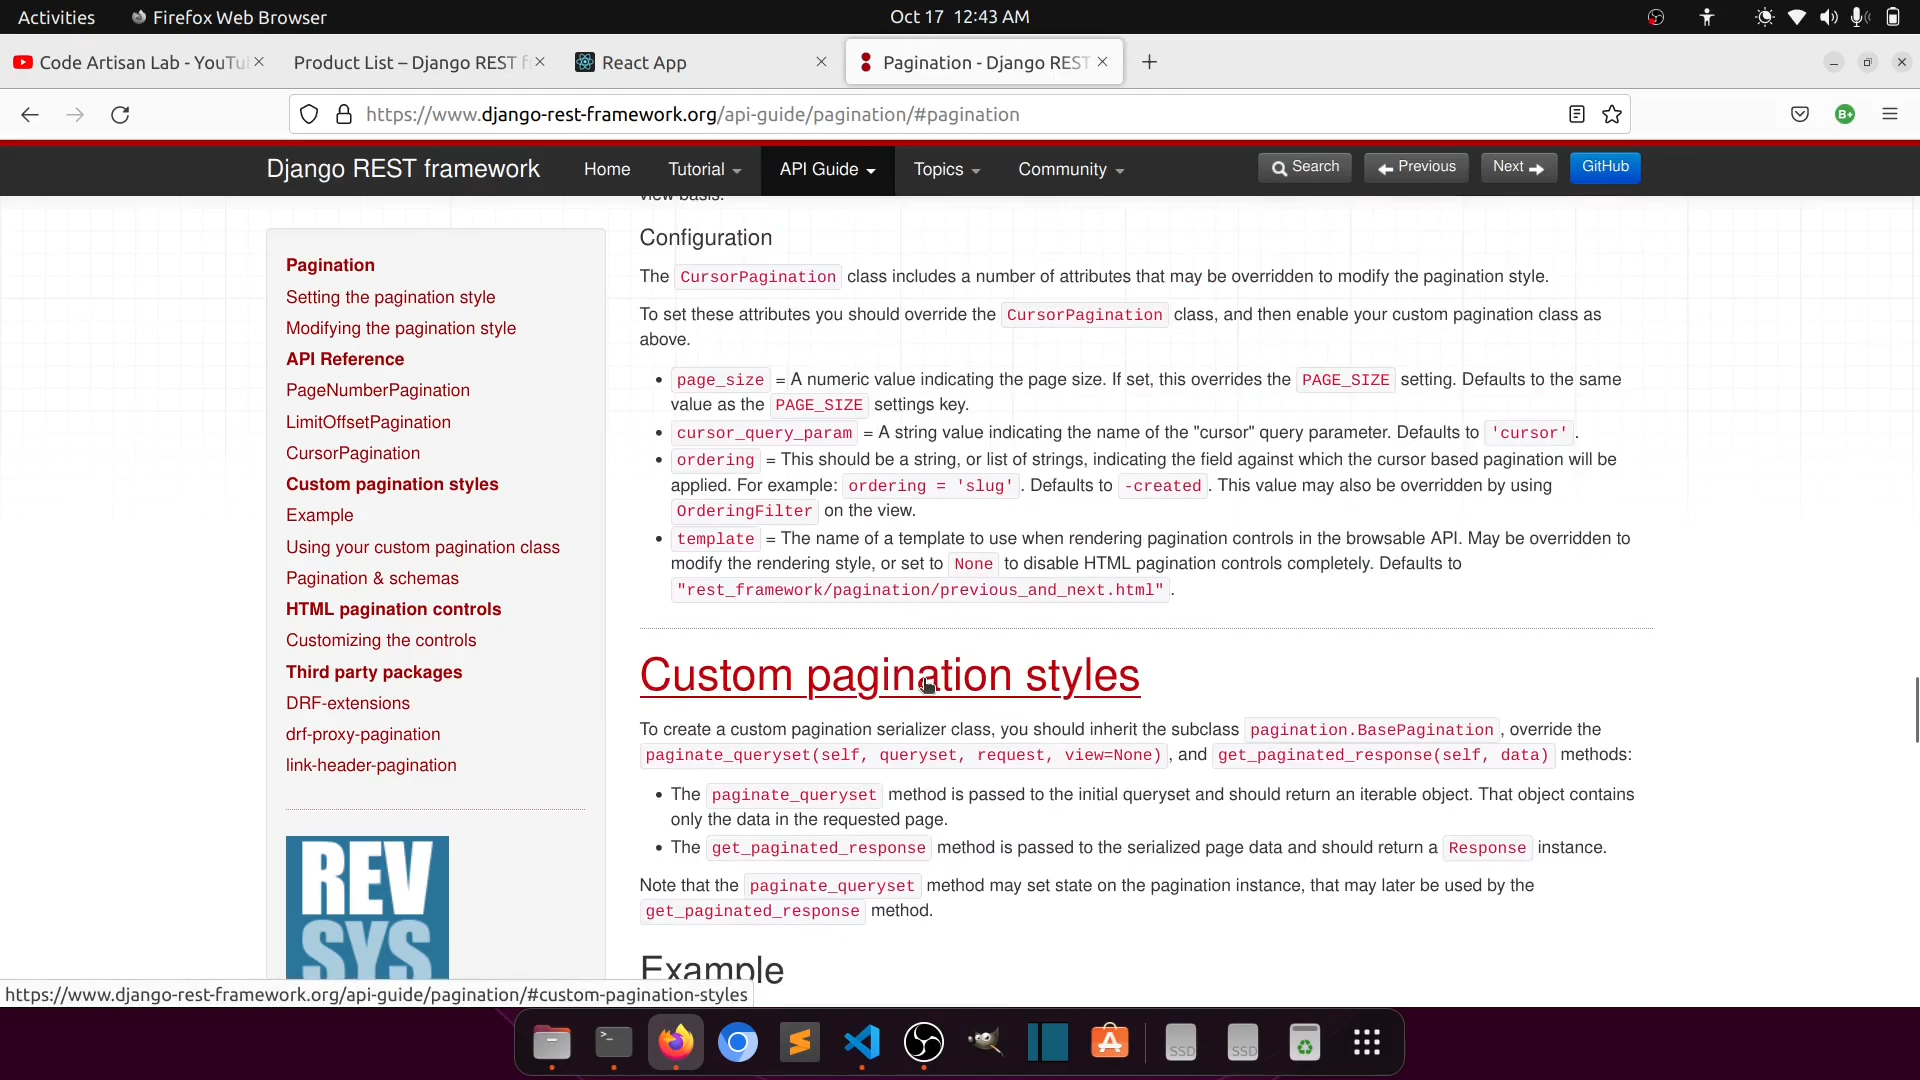 Activities
Firefox Web Browser
Oct 17 12:43 AM
Code Artisan Lab - YouTu
Product List – Django REST f
React App
Pagination - Django REST
https://www.django-rest-framework.org/api-guide/pagination/#pagination
B+
Django REST framework
Home
Tutorial
API Guide
Topics
Community
Search
Previous
Next
GitHub
view basis.
Pagination
Setting the pagination style
Modifying the pagination style
API Reference
PageNumberPagination
LimitOffsetPagination
CursorPagination
Custom pagination styles
Example
Using your custom pagination class
Pagination & schemas
HTML pagination controls
Customizing the controls
Third party packages
DRF-extensions
drf-proxy-pagination
link-header-pagination
REV
SYS
Configuration
The CursorPagination class includes a number of attributes that may be overridden to modify the pagination style.
To set these attributes you should override the CursorPagination class, and then enable your custom pagination class as
above.
• page_size = A numeric value indicating the page size. If set, this overrides the PAGE_SIZE setting. Defaults to the same
value as the PAGE_SIZE settings key.
• cursor_query_param = A string value indicating the name of the "cursor" query parameter. Defaults to 'cursor'.
• ordering = This should be a string, or list of strings, indicating the field against which the cursor based pagination will be
applied. For example: ordering = 'slug'. Defaults to -created. This value may also be overridden by using
OrderingFilter on the view.
• template = The name of a template to use when rendering pagination controls in the browsable API. May be overridden to
modify the rendering style, or set to None to disable HTML pagination controls completely. Defaults to
"rest_framework/pagination/previous_and_next.html".
Custom pagination styles
To create a custom pagination serializer class, you should inherit the subclass pagination.BasePagination, override the
paginate_queryset(self, queryset, request, view=None), and get_paginated_response(self, data) methods:
• The paginate_queryset method is passed to the initial queryset and should return an iterable object. That object contains
only the data in the requested page.
• The get_paginated_response method is passed to the serialized page data and should return a Response instance.
Note that the paginate_queryset method may set state on the pagination instance, that may later be used by the
get_paginated_response method.
Example
https://www.django-rest-framework.org/api-guide/pagination/#custom-pagination-styles
SSD
SSD